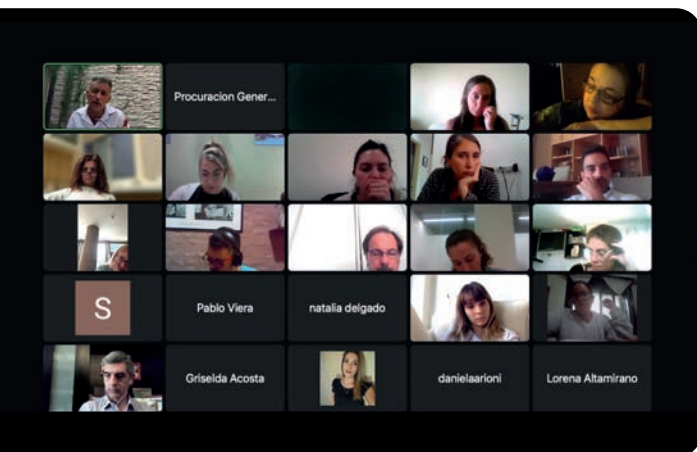 Procuracion Gener...
S
Pablo Viera
natalia delgado
Griselda Acosta
danielaarioni
Lorena Altamirano